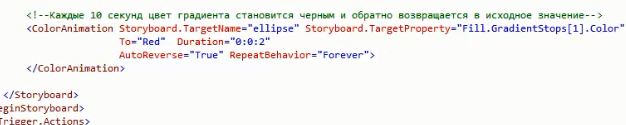 <!--Каждые 10 секунд цвет градиента становится черным и обратно возвращается в исходное значение-->
<ColorAnimation Storyboard.TargetName="ellipse" Storyboard.TargetProperty="Fill.GradientStops[1].Color"
To="Red" Duration="0:0:2"
AutoReverse="True" RepeatBehavior="Forever">
</ColorAnimation>
</Storyboard>
eginStoryboard>
Trigger.Actions>